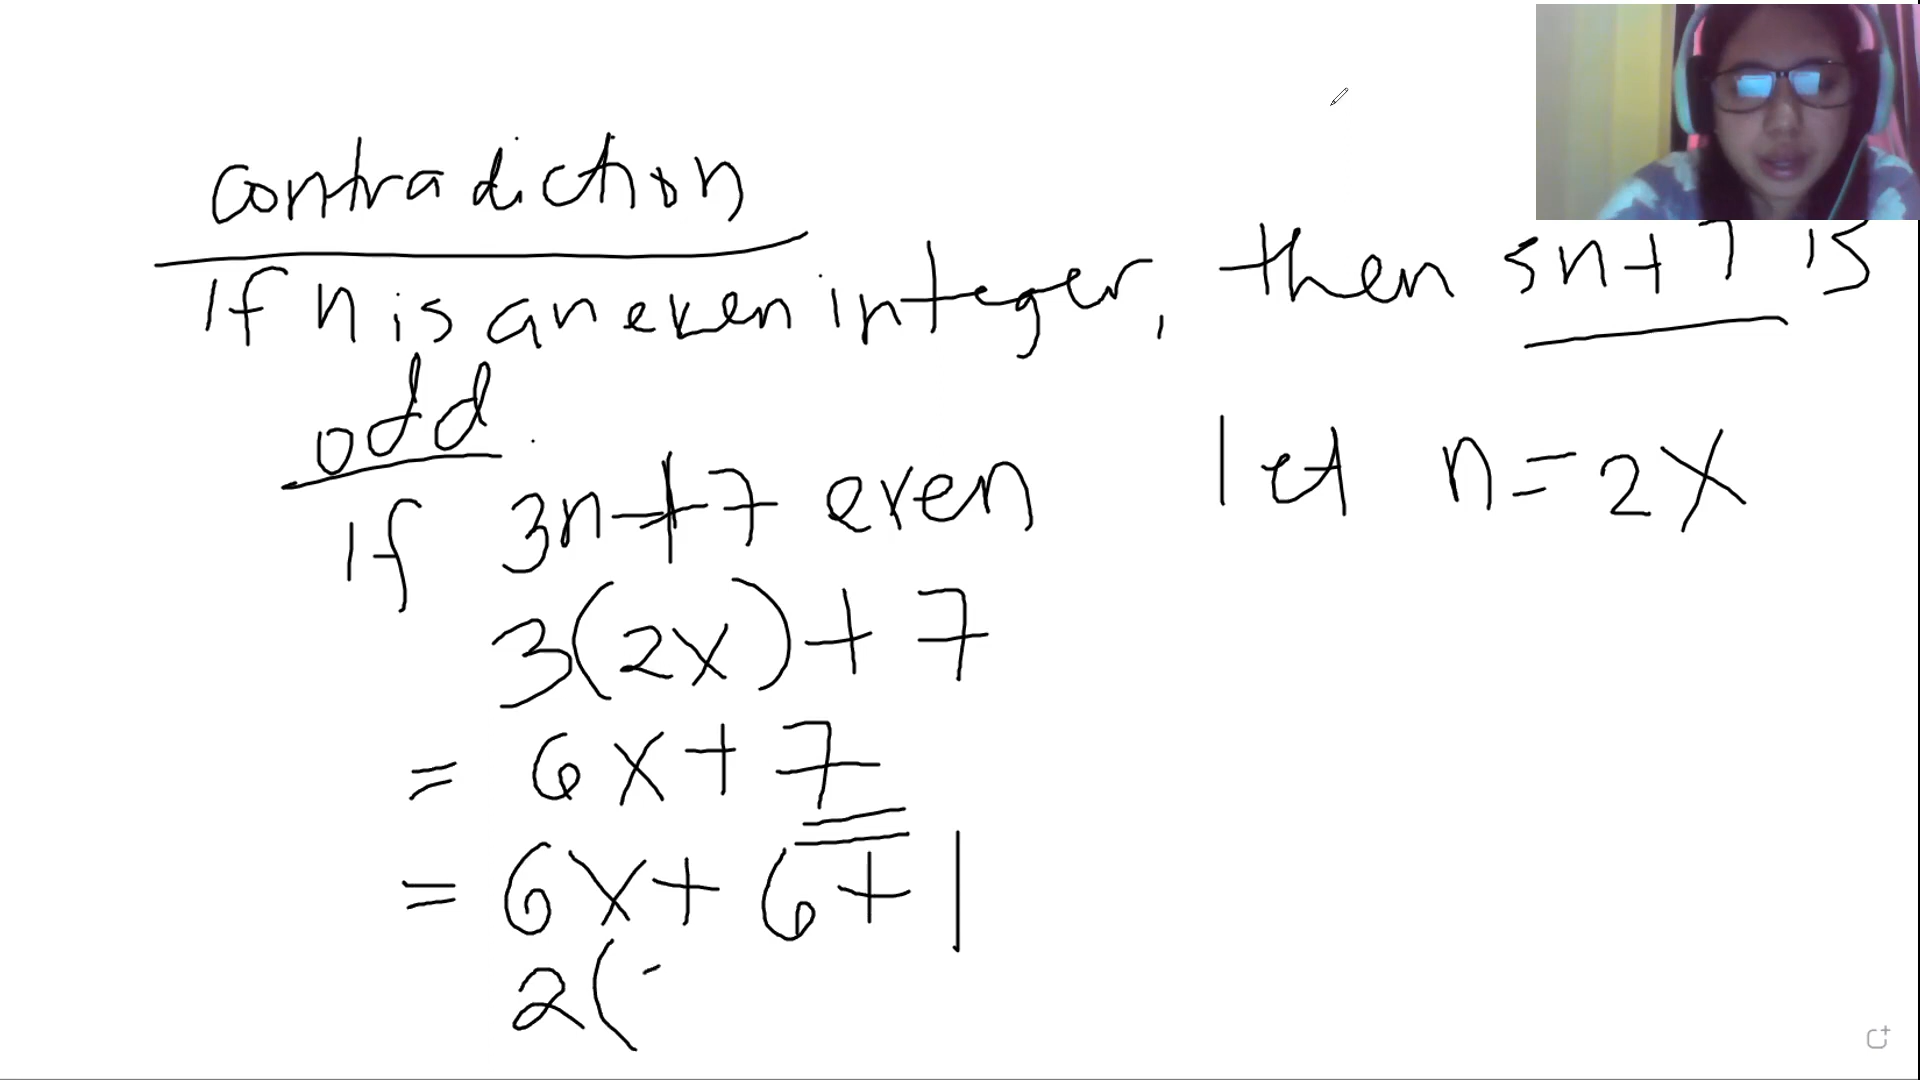 contradiction
If n is an even integer, then 3n+7 is
odd
If 3n+7 even
let n=2x
3(2x)+7
= 6x+7
= 6x+6+1
2(